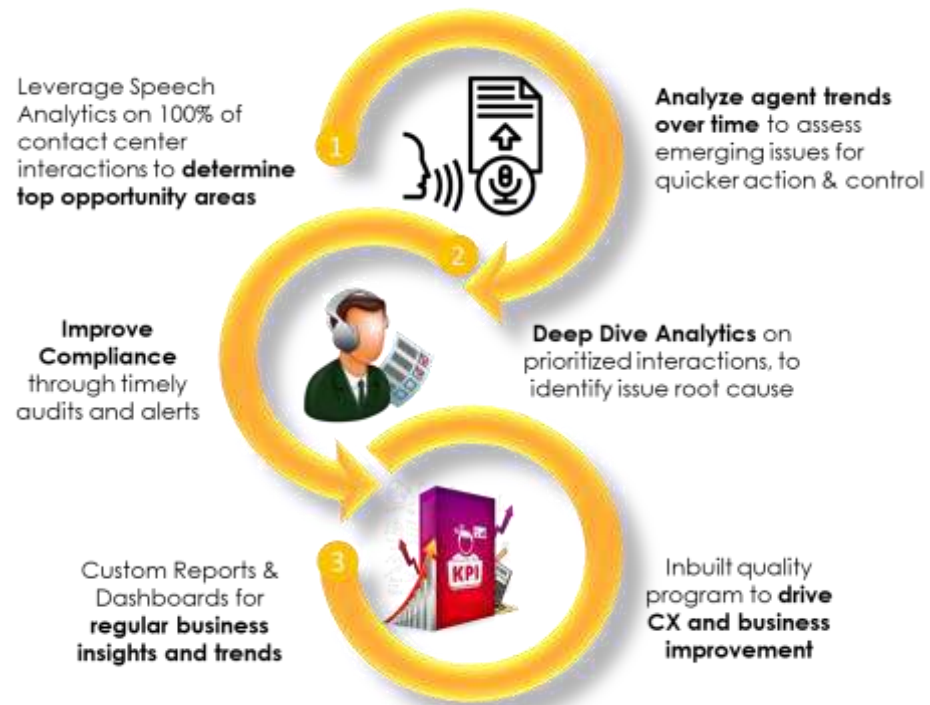 Leverage Speech
Analytics on 100% of
contact center
interactions to determine
top opportunity areas
1
Analyze agent trends
over time to assess
emerging issues for
quicker action & control
2
Improve
Compliance
through timely
audits and alerts
Deep Dive Analytics on
prioritized interactions, to
identify issue root cause
3
KPI
Custom Reports &
Dashboards for
regular business
insights and trends
Inbuilt quality
program to drive
CX and business
improvement